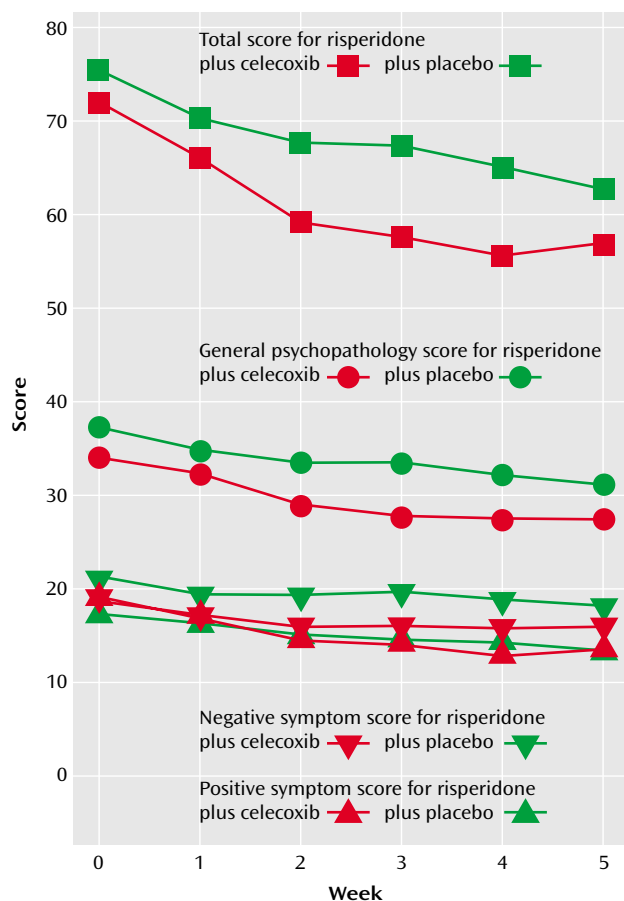 80
Total score for risperidone
plus celecoxib plus placebo
70
60
50
General psychopathology score for risperidone
plus celecoxib plus placebo
40
Score
30
20
10
Negative symptom score for risperidone
plus celecoxib plus placebo
0
Positive symptom score for risperidone
plus celecoxib plus placebo
0 1 2 3 4 5
Week